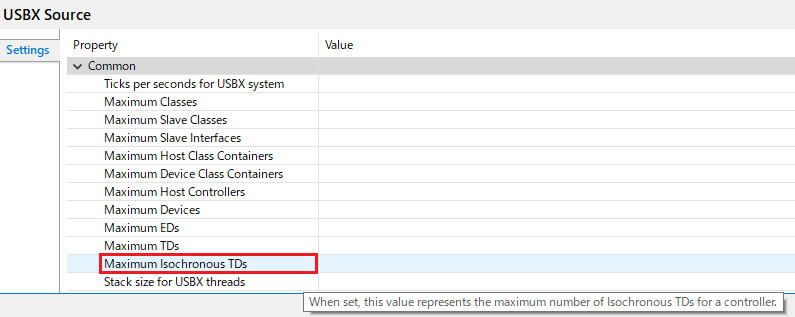 USBX Source
Settings
Property Value
Common
Ticks per seconds for USBX system
Maximum Classes
Maximum Slave Classes
Maximum Slave Interfaces
Maximum Host Class Containers
Maximum Device Class Containers
Maximum Host Controllers
Maximum Devices
Maximum EDs
Maximum TDs
Maximum Isochronous TDs
Stack size for USBX threads
When set, this value represents the maximum number of Isochronous TDs for a controller.